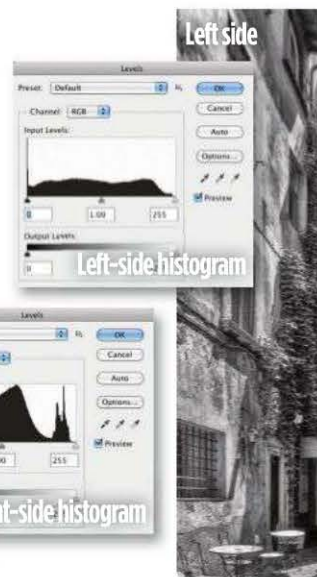 Left side
Levels
Preset: Default
OK
Channel: RGB
Cancel
Input Levels:
Auto
Options...
Preview
0
1.00
255
Output Levels:
0
Left-side histogram
Levels
OK
Cancel
Auto
Options...
Preview
255
t-side histogram